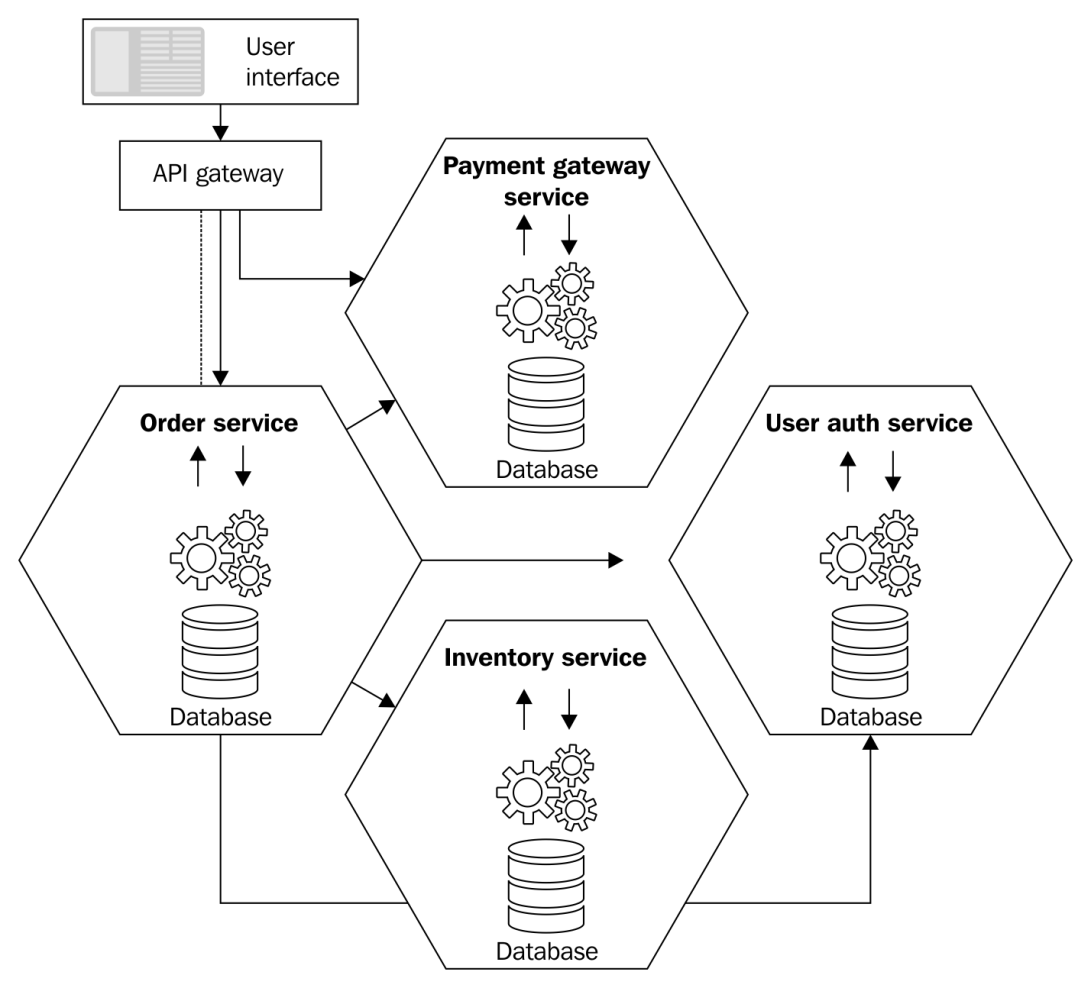 User
interface
API gateway
Payment gateway
service
Database
Order service
Database
User auth service
Database
Inventory service
Database